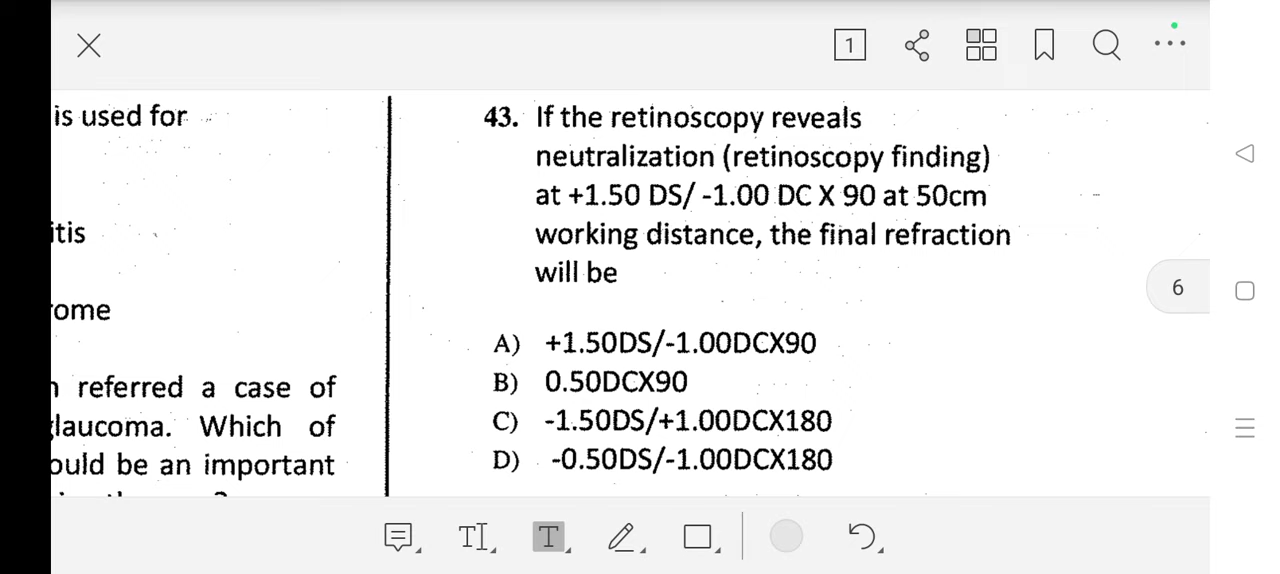 1
is used for
itis
rome
referred a case of
glaucoma. Which of
ould be an important
43. If the retinoscopy reveals
neutralization (retinoscopy finding)
at +1.50 DS/ -1.00 DC X 90 at 50cm
working distance, the final refraction
will be
A) +1.50DS/-1.00DCX90
B) 0.50DCX90
C) -1.50DS/+1.00DCX180
D) -0.50DS/-1.00DCX180
6
T
T